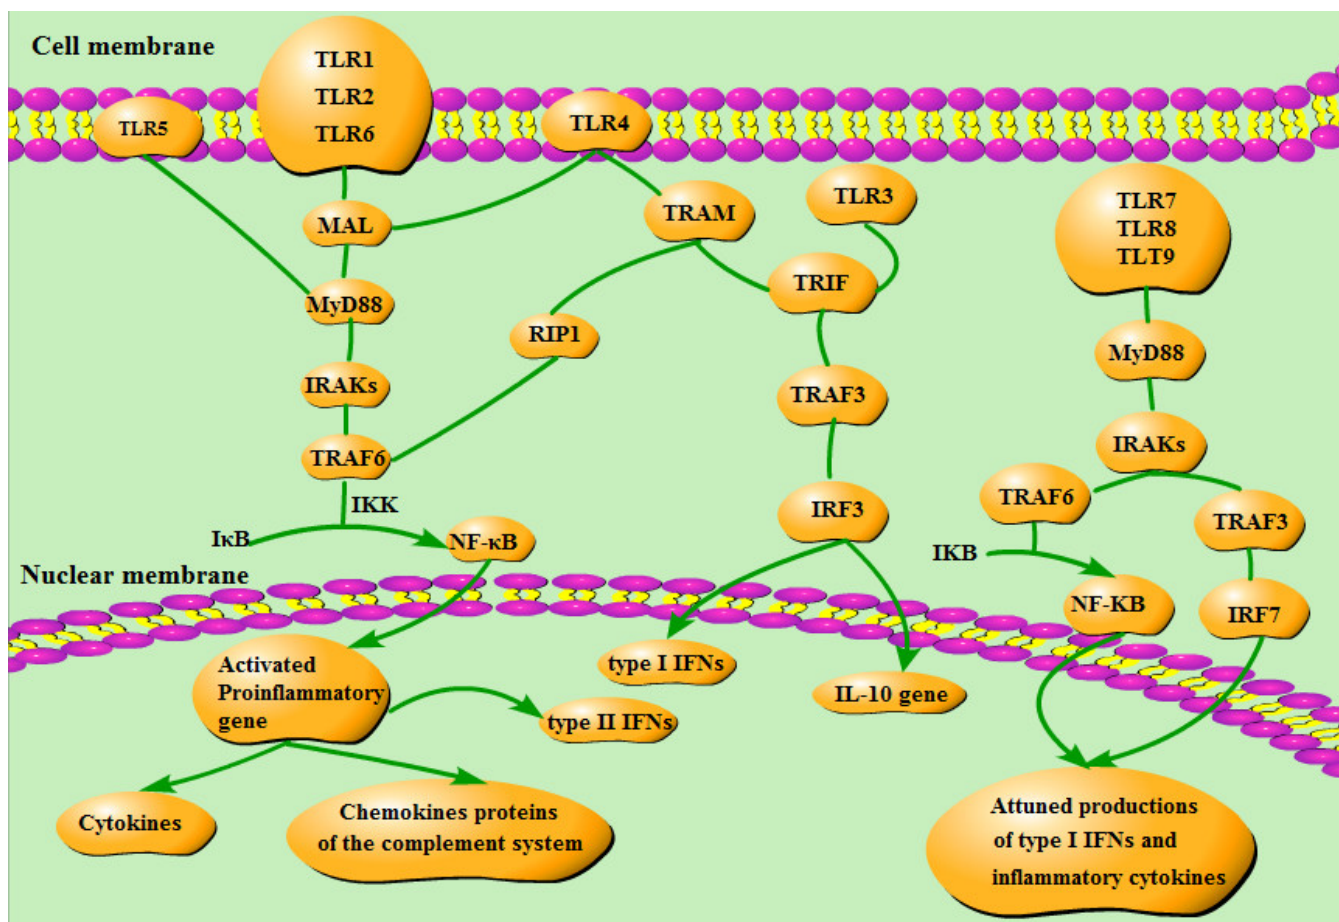 Cell membrane
TLR1
TLR2
TLR6
TLR5
TLR4
MAL
TRAM
TLR3
TLR7
TLR8
TLT9
MyD88
TRIF
RIP1
MyD88
IRAKs
TRAF3
IRAKs
TRAF6
TRAF6
TRAF3
IKK
IRF3
IκB
NF-κB
IKB
Nuclear membrane
NF-KB
IRF7
Activated
Proinflammatory
gene
type I IFNs
IL-10 gene
type II IFNs
Cytokines
Chemokines proteins
of the complement system
Attuned productions
of type I IFNs and
inflammatory cytokines